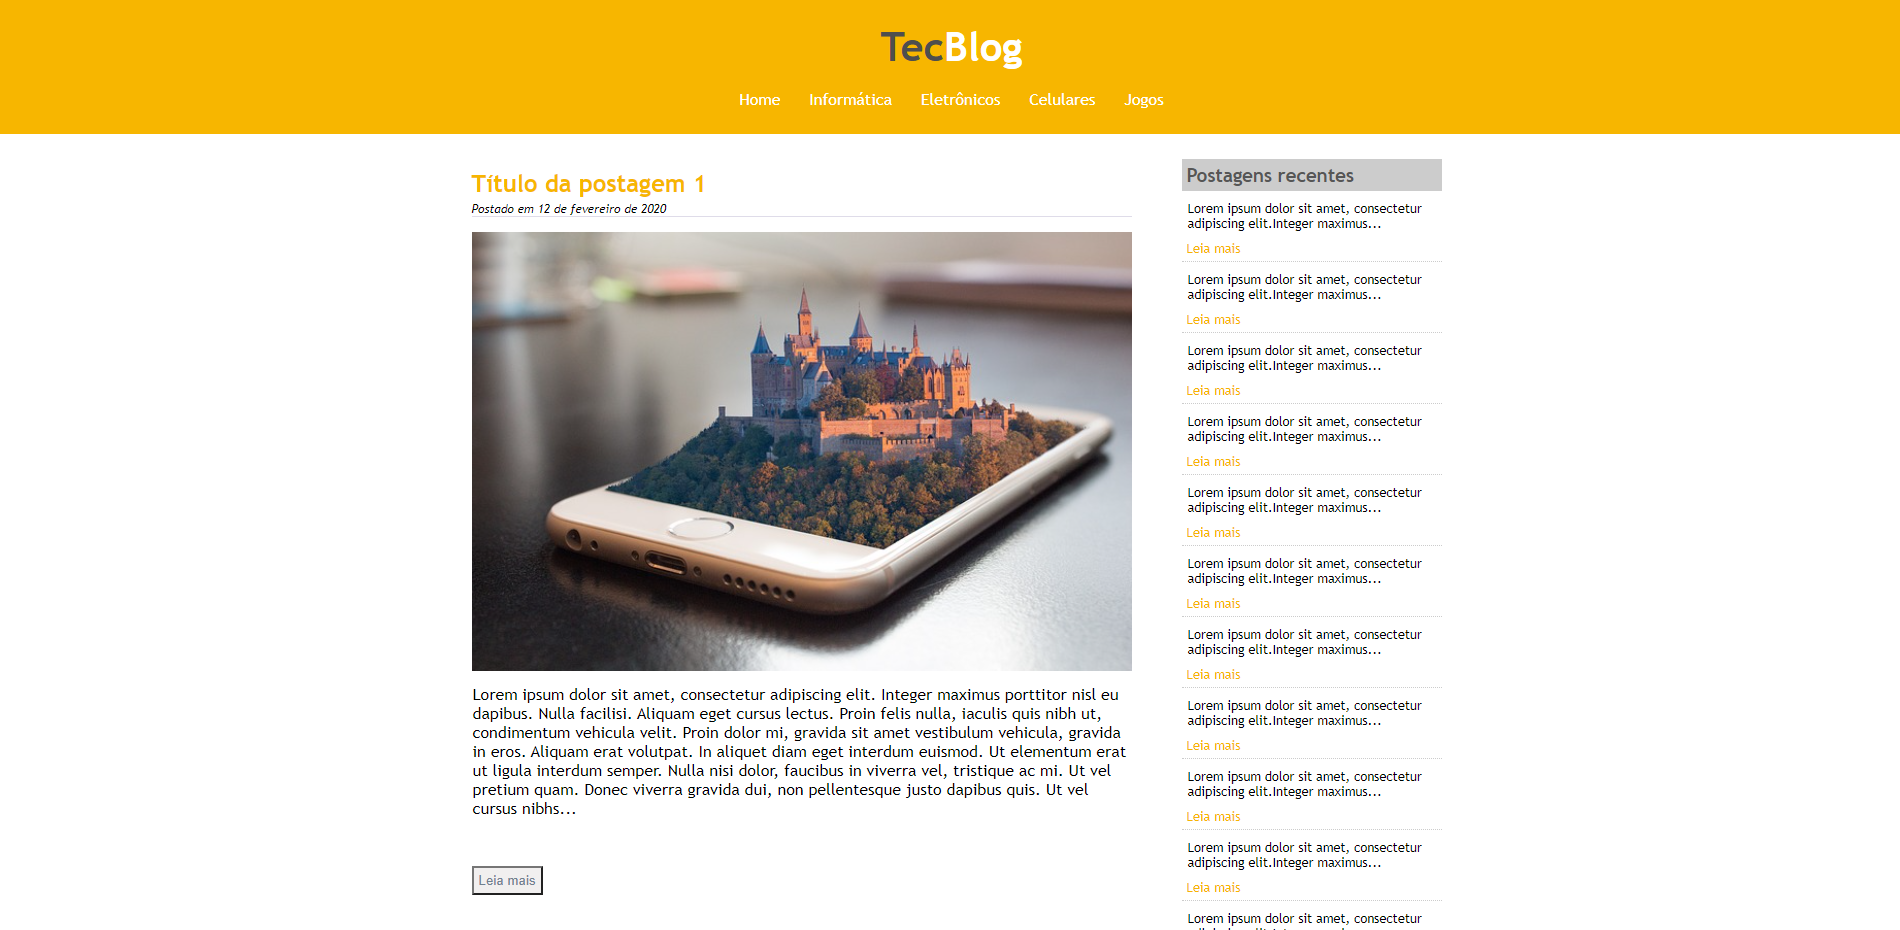 TecBlog
Home Informática Eletrônicos Celulares Jogos
Título da postagem 1
Postado em 12 de fevereiro de 2020
Lorem ipsum dolor sit amet, consectetur adipiscing elit. Integer maximus porttitor nisl eu
dapibus. Nulla facilisi. Aliquam eget cursus lectus. Proin felis nulla, iaculis quis nibh ut,
condimentum vehicula velit. Proin dolor mi, gravida sit amet vestibulum vehicula, gravida
in eros. Aliquam erat volutpat. In aliquet diam eget interdum euismod. Ut elementum erat
ut ligula interdum semper. Nulla nisi dolor, faucibus in viverra vel, tristique ac mi. Ut vel
pretium quam. Donec viverra gravida dui, non pellentesque justo dapibus quis. Ut vel
cursus nibhs...
Leia mais
Postagens recentes
Lorem ipsum dolor sit amet, consectetur
adipiscing elit.Integer maximus...
Leia mais
Lorem ipsum dolor sit amet, consectetur
adipiscing elit.Integer maximus...
Leia mais
Lorem ipsum dolor sit amet, consectetur
adipiscing elit.Integer maximus...
Leia mais
Lorem ipsum dolor sit amet, consectetur
adipiscing elit.Integer maximus...
Leia mais
Lorem ipsum dolor sit amet, consectetur
adipiscing elit.Integer maximus...
Leia mais
Lorem ipsum dolor sit amet, consectetur
adipiscing elit.Integer maximus...
Leia mais
Lorem ipsum dolor sit amet, consectetur
adipiscing elit.Integer maximus...
Leia mais
Lorem ipsum dolor sit amet, consectetur
adipiscing elit.Integer maximus...
Leia mais
Lorem ipsum dolor sit amet, consectetur
adipiscing elit.Integer maximus...
Leia mais
Lorem ipsum dolor sit amet, consectetur
adipiscing elit.Integer maximus...
Leia mais
Lorem ipsum dolor sit amet, consectetur